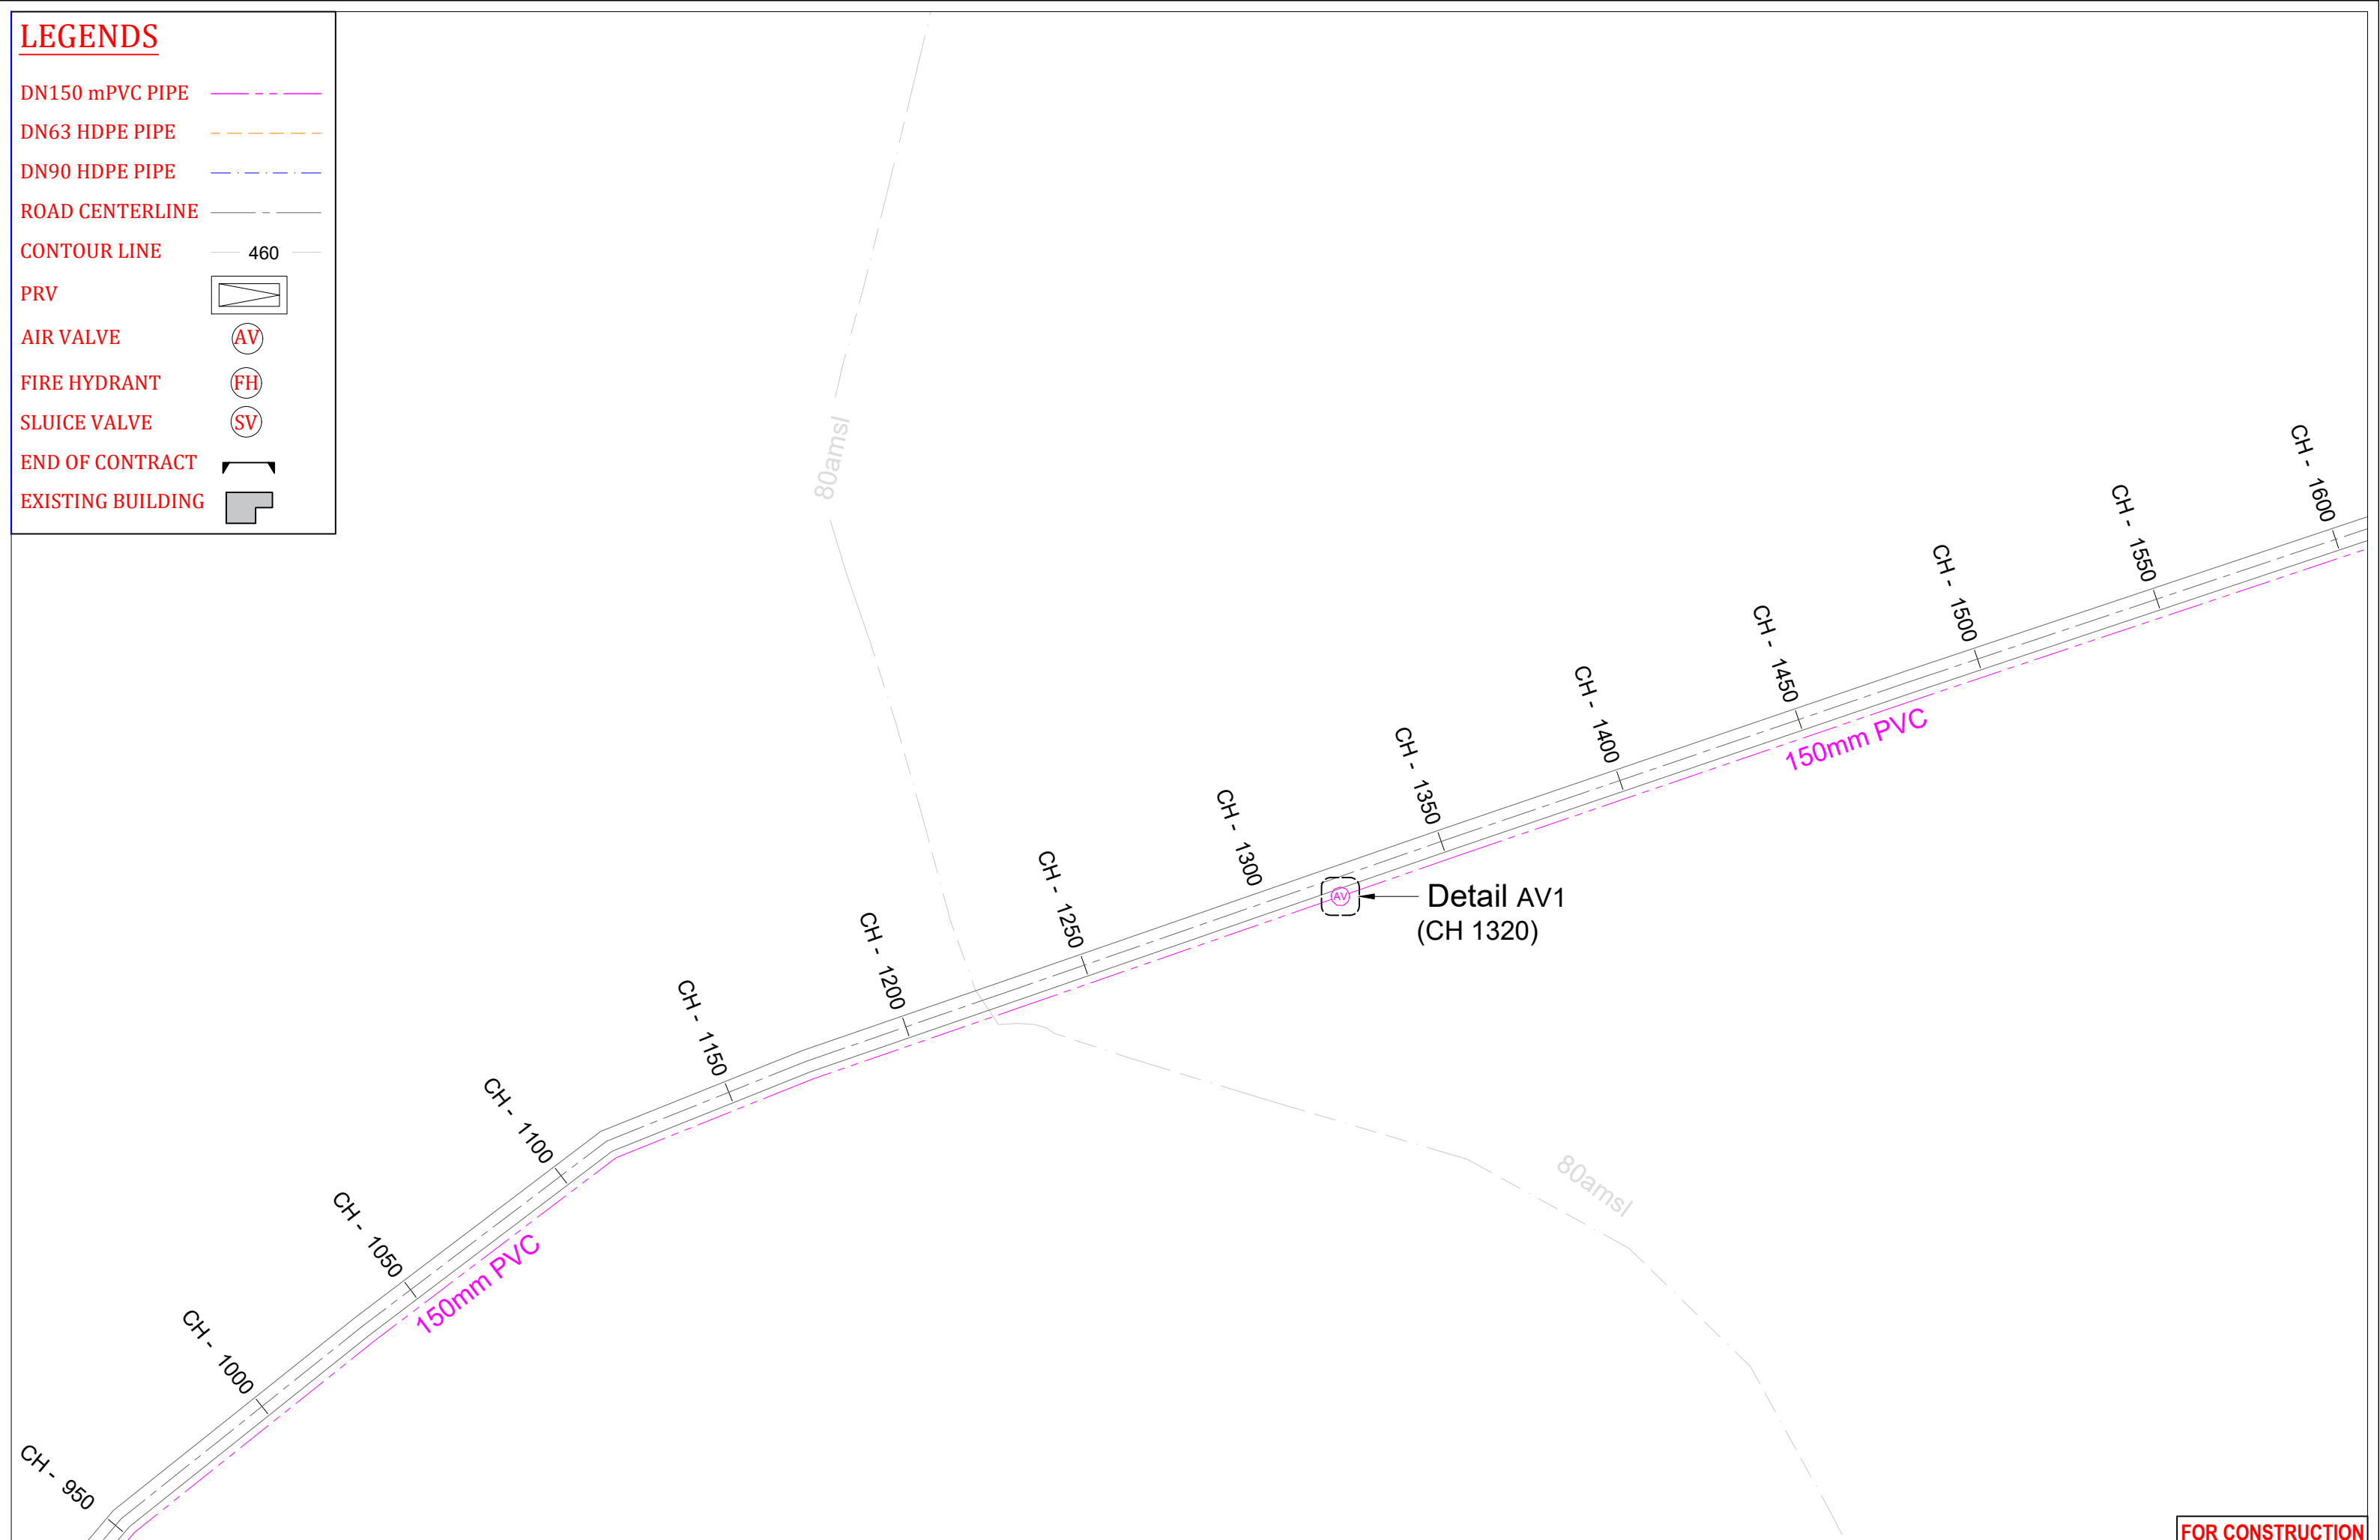 LEGENDS
DN150 mPVC PIPE
DN63 HDPE PIPE
DN90 HDPE PIPE
ROAD CENTERLINE
CONTOUR LINE 460
PRV
AIR VALVE AV
FIRE HYDRANT FH
SLUICE VALVE SV
END OF CONTRACT
EXISTING BUILDING
80amsl
CH - 1600
CH - 1550
CH - 1500
CH - 1450
CH - 1400
150mm PVC
CH - 1350
CH - 1300
AV
Detail AV1
(CH 1320)
CH - 1250
CH - 1200
CH - 1150
CH - 1100
80amsl
CH - 1050
150mm PVC
CH - 1000
CH - 950
FOR CONSTRUCTION